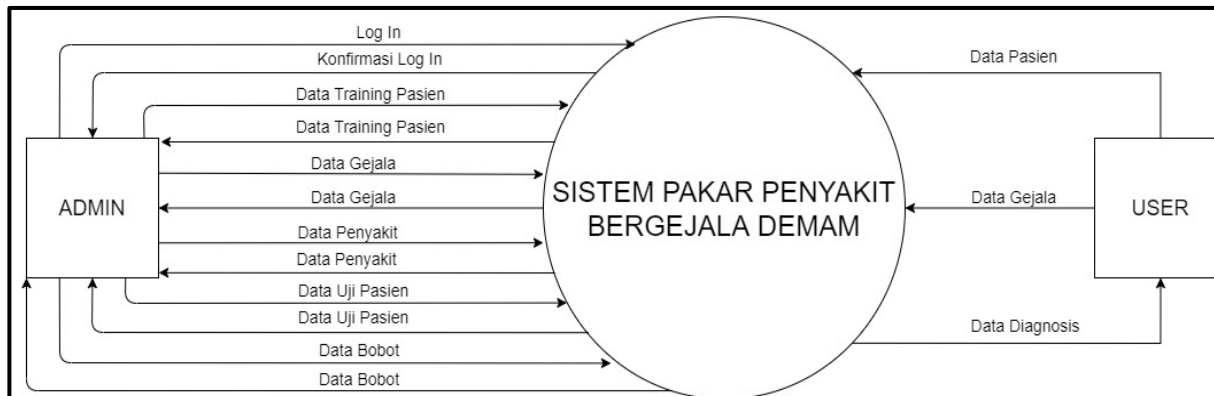 Log In
Konfirmasi Log In
Data Training Pasien
Data Training Pasien
Data Gejala
Data Gejala
Data Penyakit
Data Penyakit
Data Uji Pasien
Data Uji Pasien
Data Bobot
Data Bobot
ADMIN
SISTEM PAKAR PENYAKIT
BERGEJALA DEMAM
Data Pasien
Data Gejala
Data Diagnosis
USER